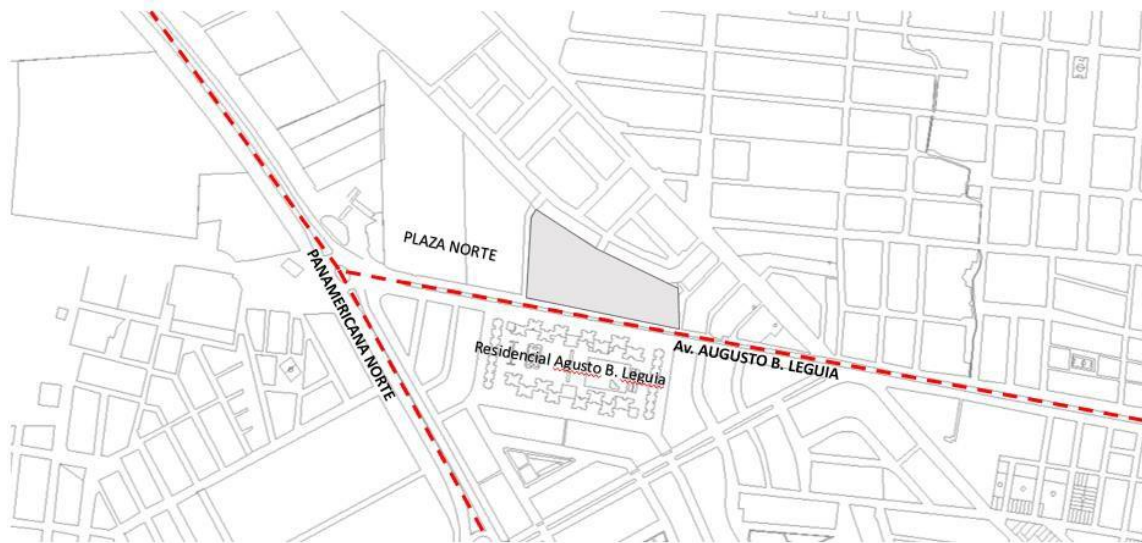 PLAZA NORTE
PANAMERICANA NORTE
Residencial Agusto B. Leguia
Av. AUGUSTO B. LEGUIA